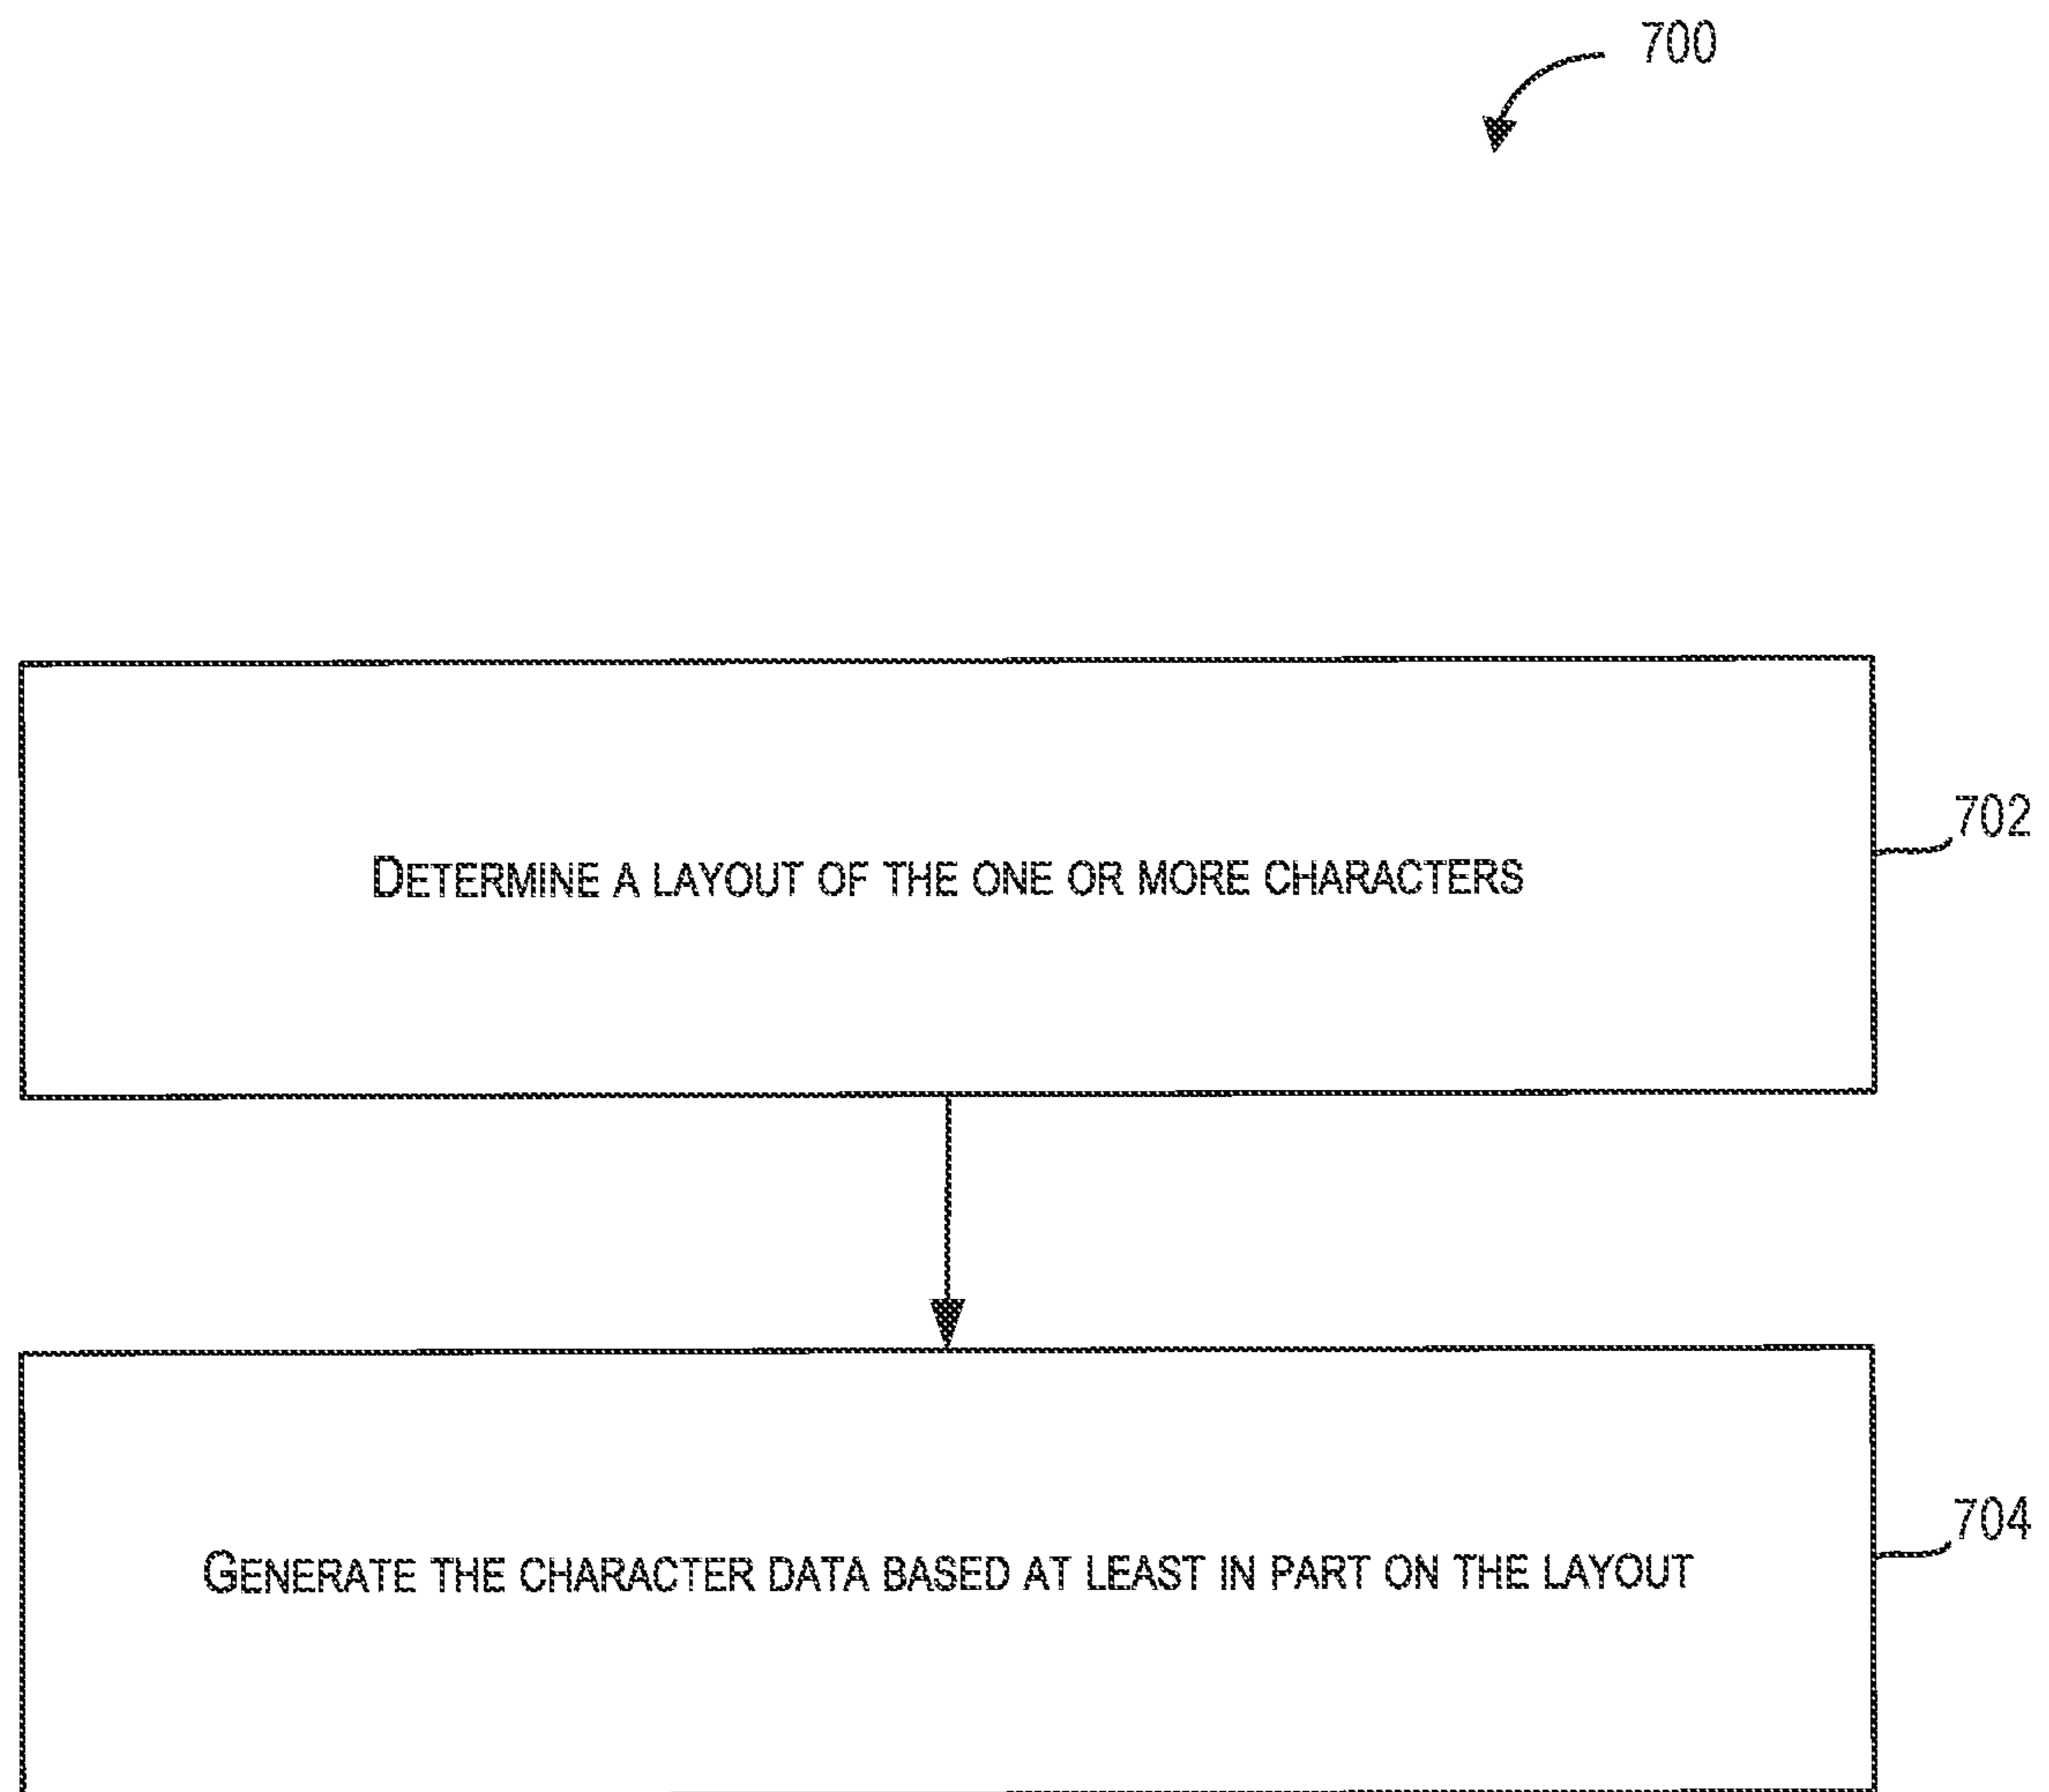 700
DETERMINE A LAYOUT OF THE ONE OR MORE CHARACTERS
702
GENERATE THE CHARACTER DATA BASED AT LEAST IN PART ON THE LAYOUT
704